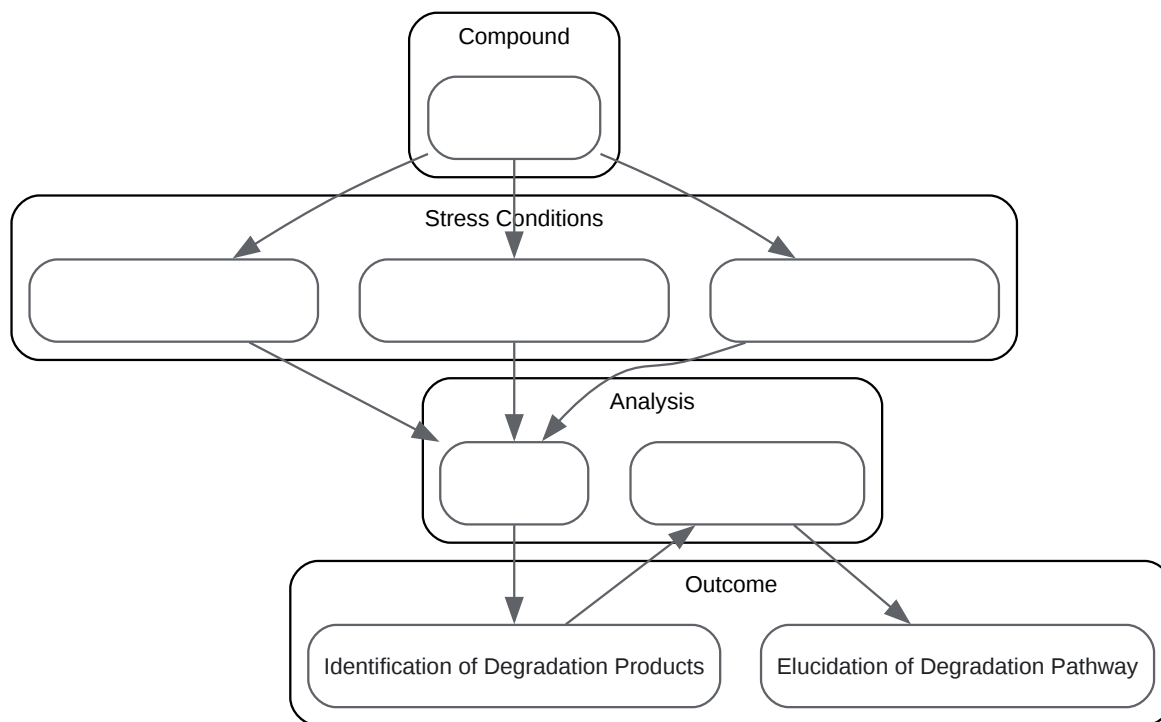 Compound
Stress Conditions
Analysis
Outcome
Identification of Degradation Products
Elucidation of Degradation Pathway